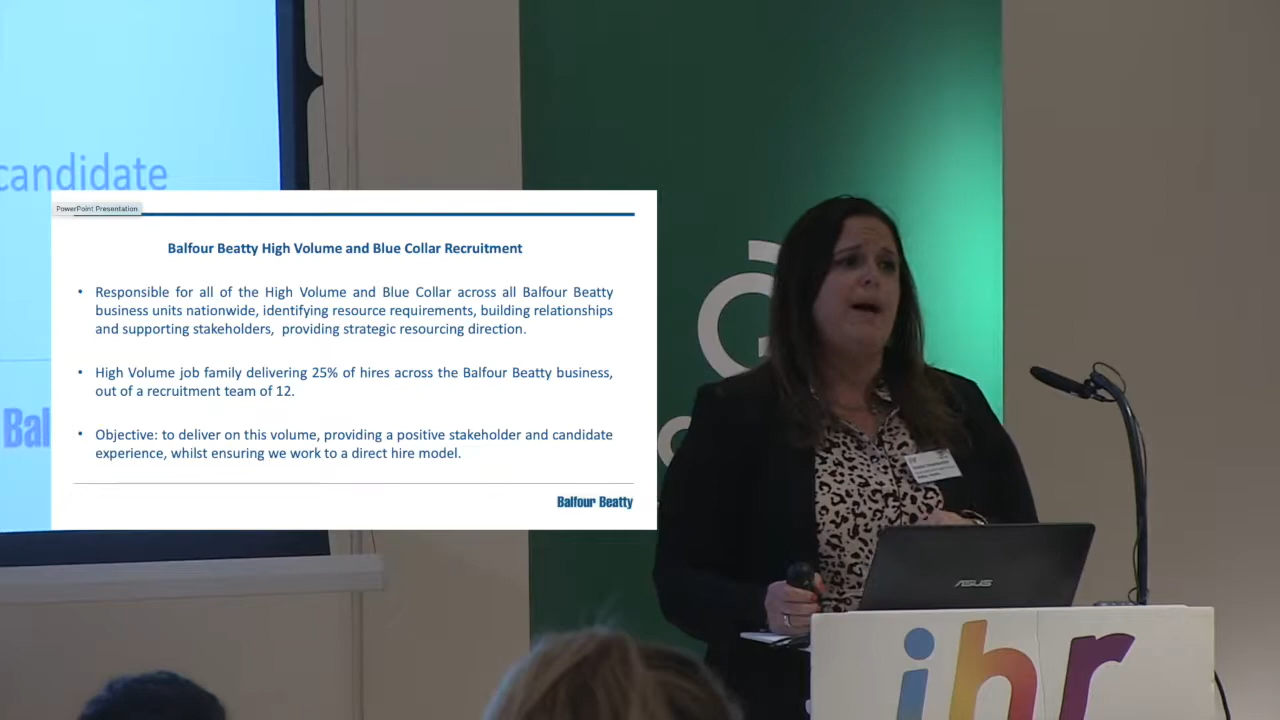 candidate
PowerPoint Presentation
Balfour Beatty High Volume and Blue Collar Recruitment
• Responsible for all of the High Volume and Blue Collar across all Balfour Beatty
business units nationwide, identifying resource requirements, building relationships
and supporting stakeholders, providing strategic resourcing direction.
• High Volume job family delivering 25% of hires across the Balfour Beatty business,
out of a recruitment team of 12.
• Objective: to deliver on this volume, providing a positive stakeholder and candidate
experience, whilst ensuring we work to a direct hire model.
Bal
Balfour Beatty
ASUS
ihr